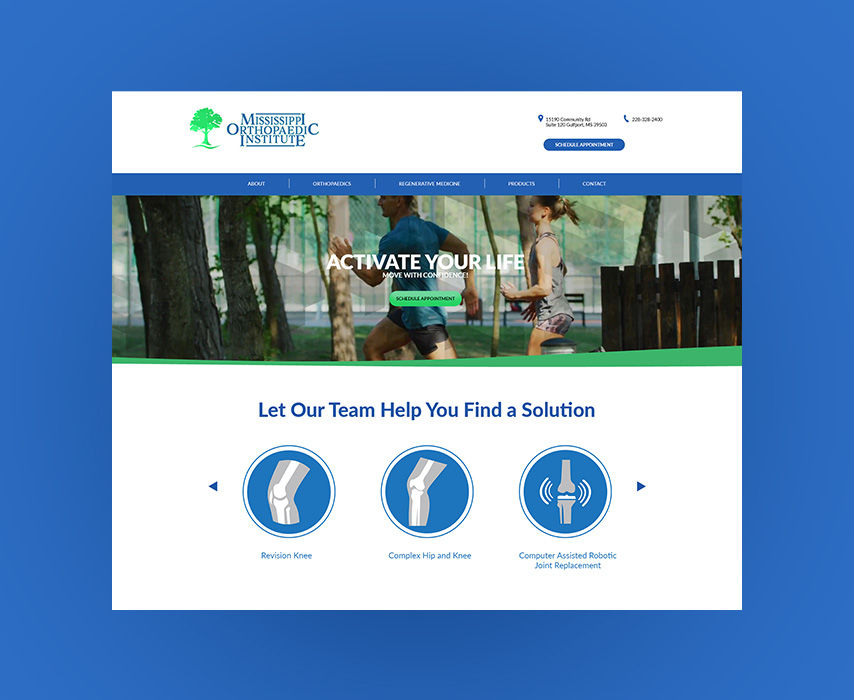 MISSISSIPPI
ORTHOPAEDIC
INSTITUTE
15190 Community Rd
Suite 120 Gulfport, MS 39503
228-328-2400
SCHEDULE APPOINTMENT
ABOUT
ORTHOPAEDICS
REGENERATIVE MEDICINE
PRODUCTS
CONTACT
ACTIVATE YOUR LIFE
MOVE WITH CONFIDENCE!
SCHEDULE APPOINTMENT
Let Our Team Help You Find a Solution
Revision Knee
Complex Hip and Knee
Computer Assisted Robotic
Joint Replacement